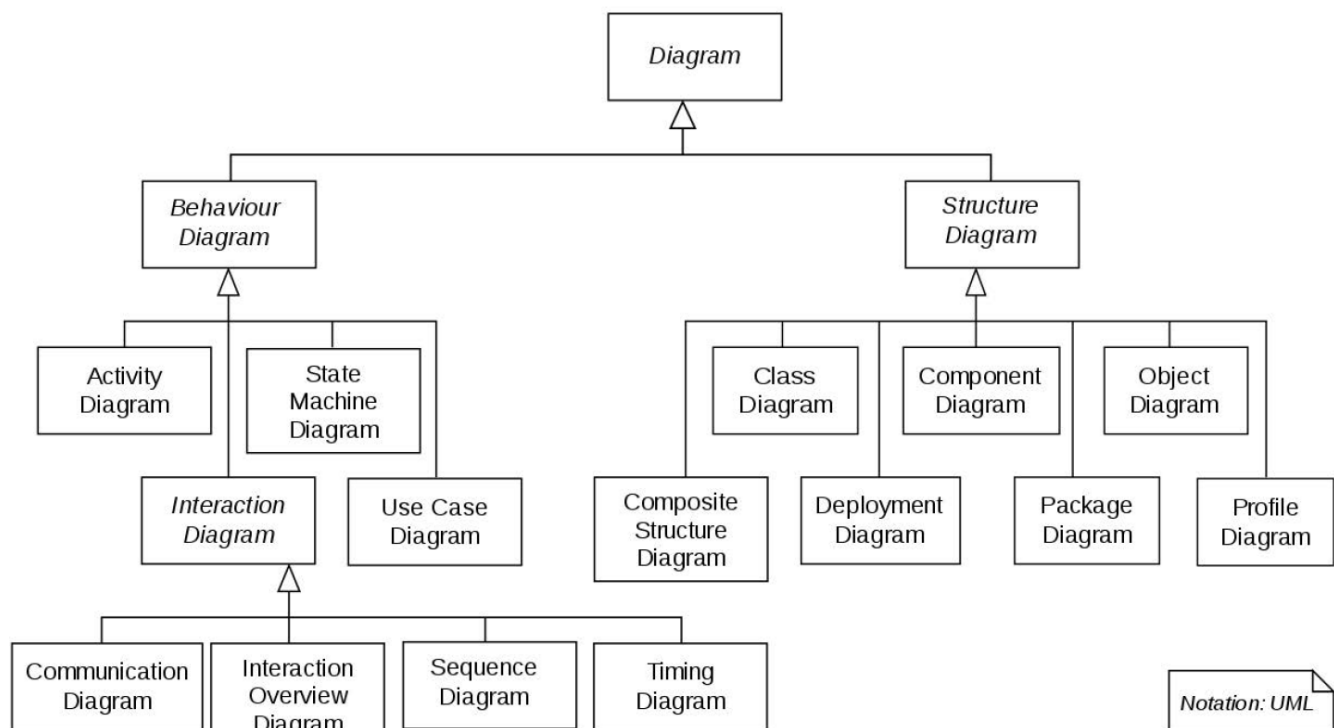 Diagram
Behaviour
Diagram
Structure
Diagram
Activity
Diagram
State
Machine
Diagram
Class
Diagram
Component
Diagram
Object
Diagram
Interaction
Diagram
Use Case
Diagram
Composite
Structure
Diagram
Deployment
Diagram
Package
Diagram
Profile
Diagram
Communication
Diagram
Interaction
Overview
Diagram
Sequence
Diagram
Timing
Diagram
Notation: UML